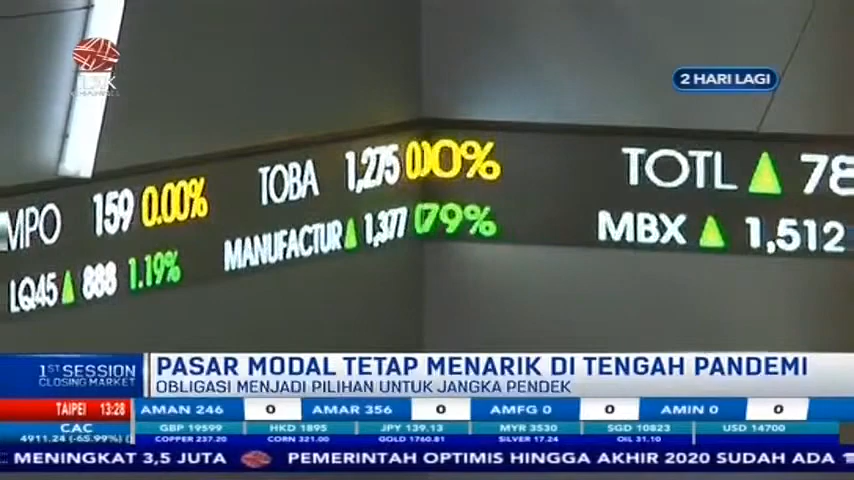 2 HARI LAGI
MPO 159 0.00% TOBA 1,275 0.00% TOTL 78
LQ45 888 1.19% MANUFACTUR 1,377 0.79% MBX 1,512
1ST SESSION
CLOSING MARKET
PASAR MODAL TETAP MENARIK DI TENGAH PANDEMI
OBLIGASI MENJADI PILIHAN UNTUK JANGKA PENDEK
TAIPEI 13:28 AMAN 246 0 AMAR 356 0 AMFG 0 0 AMIN 0 0
CAC GBP 19599 HKD 1895 JPY 139.13 MYR 3530 SGD 10823 USD 14700
4911.24 (-65.99%) COPPER 237.20 CORN 321.00 GOLD 1760.81 SILVER 17.24 OIL 31.10
MENINGKAT 3,5 JUTA PEMERINTAH OPTIMIS HINGGA AKHIR 2020 SUDAH ADA